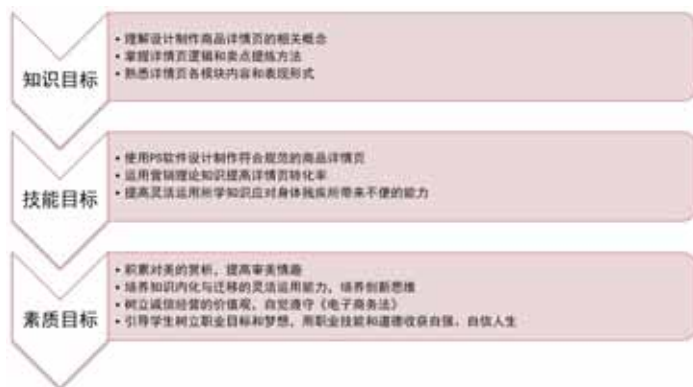 知识目标
• 理解设计制作商品详情页的相关概念
• 掌握详情页逻辑和卖点提炼方法
• 熟悉详情页各模块内容和表现形式
技能目标
• 使用PS软件设计制作符合规范的商品详情页
• 运用营销理论知识提高详情页转化率
• 提高灵活运用所学知识应对身体残疾所带来不便的能力
素质目标
• 积累对美的赏析，提高审美情趣
• 培养知识内化与迁移的灵活运用能力，培养创新思维
• 树立诚信经营的价值观，自觉遵守《电子商务法》
• 引导学生树立职业目标和梦想，用职业技能和道德收获自强、自信人生